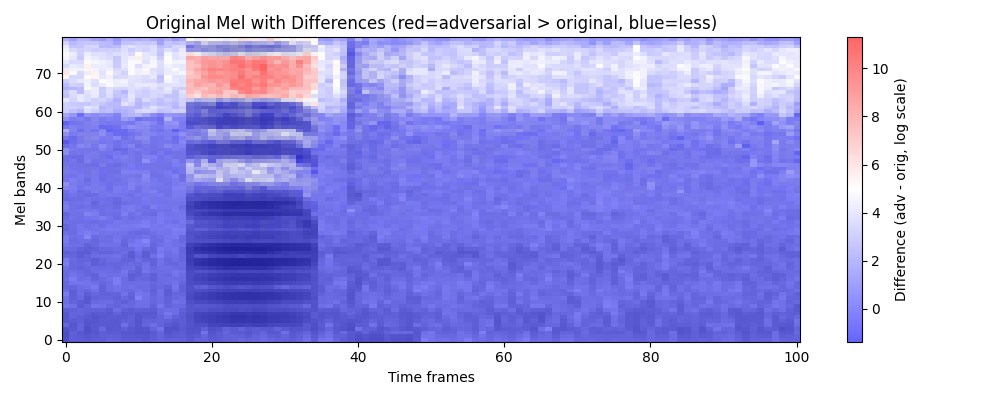 Original Mel with Differences (red=adversarial > original, blue=less)
Mel bands
70
60
50
40
30
20
10
0
0 20 40 60 80 100
Time frames
10
8
6
4
2
0
Difference (adv - orig, log scale)